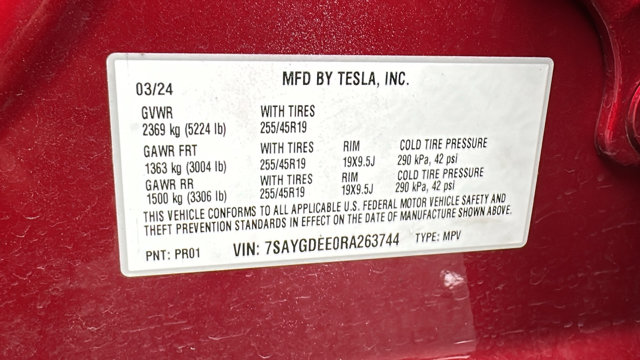 MFD BY TESLA, INC.
03/24
GVWR WITH TIRES
2369 kg (5224 lb) 255/45R19
GAWR FRT WITH TIRES RIM COLD TIRE PRESSURE
1363 kg (3004 lb) 255/45R19 19X9.5J 290 kPa, 42 psi
GAWR RR WITH TIRES RIM COLD TIRE PRESSURE
1500 kg (3306 lb) 255/45R19 19X9.5J 290 kPa, 42 psi
THIS VEHICLE CONFORMS TO ALL APPLICABLE U.S. FEDERAL MOTOR VEHICLE SAFETY AND
THEFT PREVENTION STANDARDS IN EFFECT ON THE DATE OF MANUFACTURE SHOWN ABOVE.
PNT: PR01 VIN: 7SAYGDEE0RA263744 TYPE: MPV